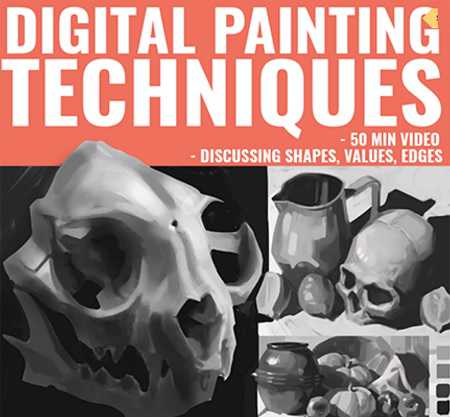 DIGITAL PAINTING
TECHNIQUES
- 50 MIN VIDEO
- DISCUSSING SHAPES, VALUES, EDGES